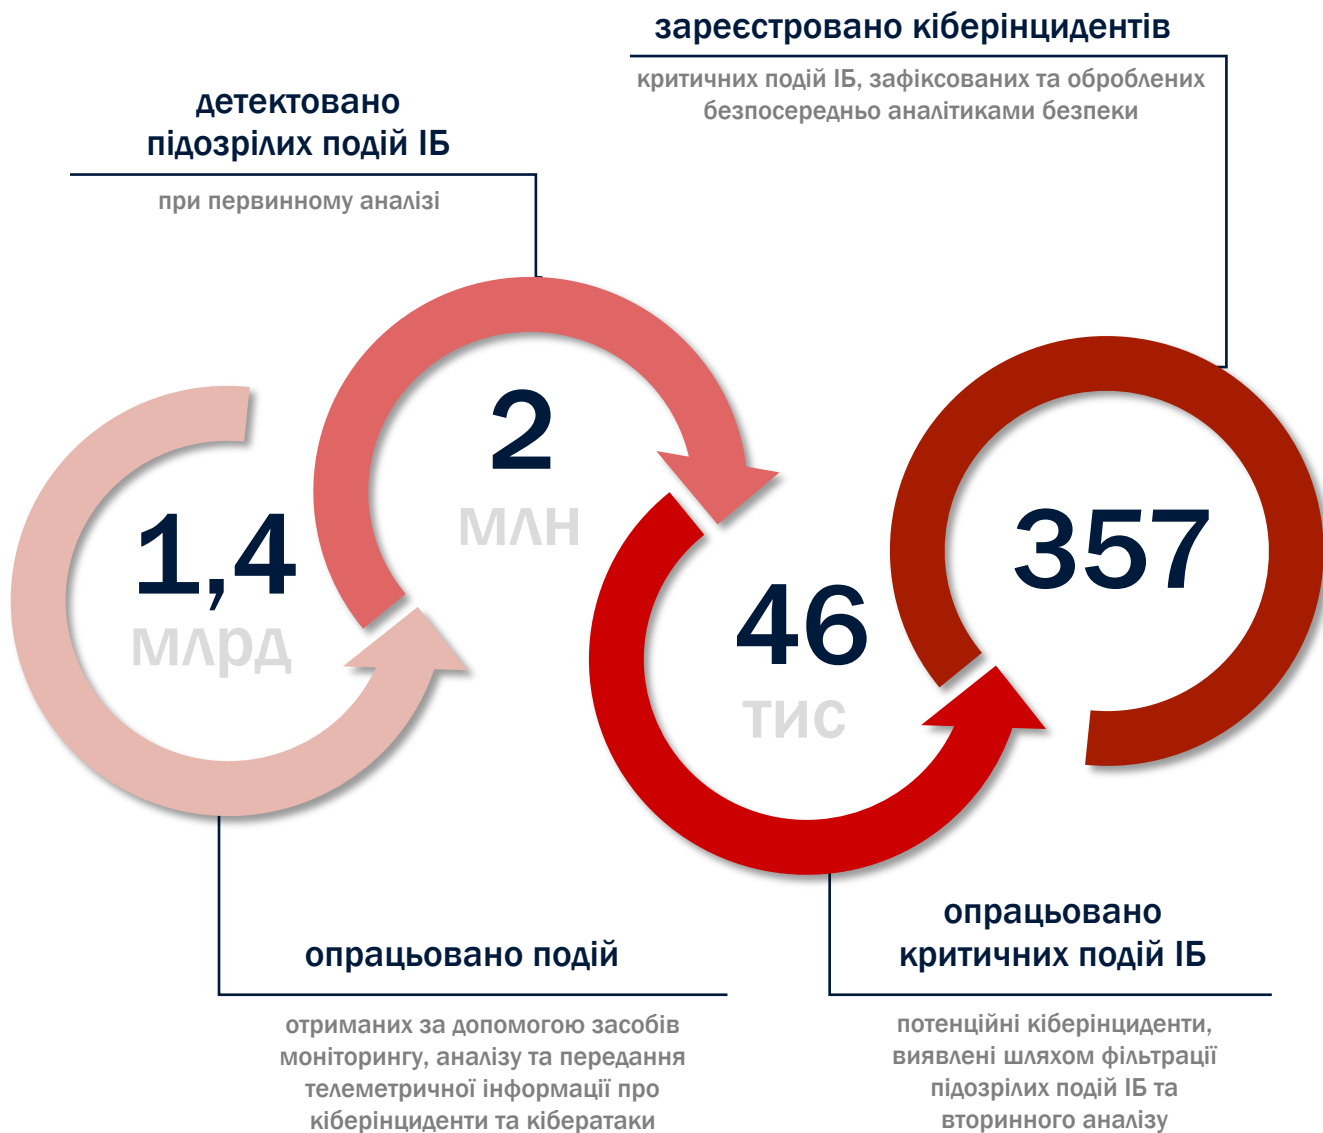 зареєстровано кіберінцидентів
критичних подій ІБ, зафіксованих та оброблених
безпосередньо аналітиками безпеки
детектовано
підозрілих подій ІБ
при первинному аналізі
2
млн
1,4
млрд
357
46
тис
опрацьовано подій
отриманих за допомогою засобів
моніторингу, аналізу та передання
телеметричної інформації про
кіберінциденти та кібератаки
опрацьовано
критичних подій ІБ
потенційні кіберінциденти,
виявлені шляхом фільтрації
підозрілих подій ІБ та
вторинного аналізу